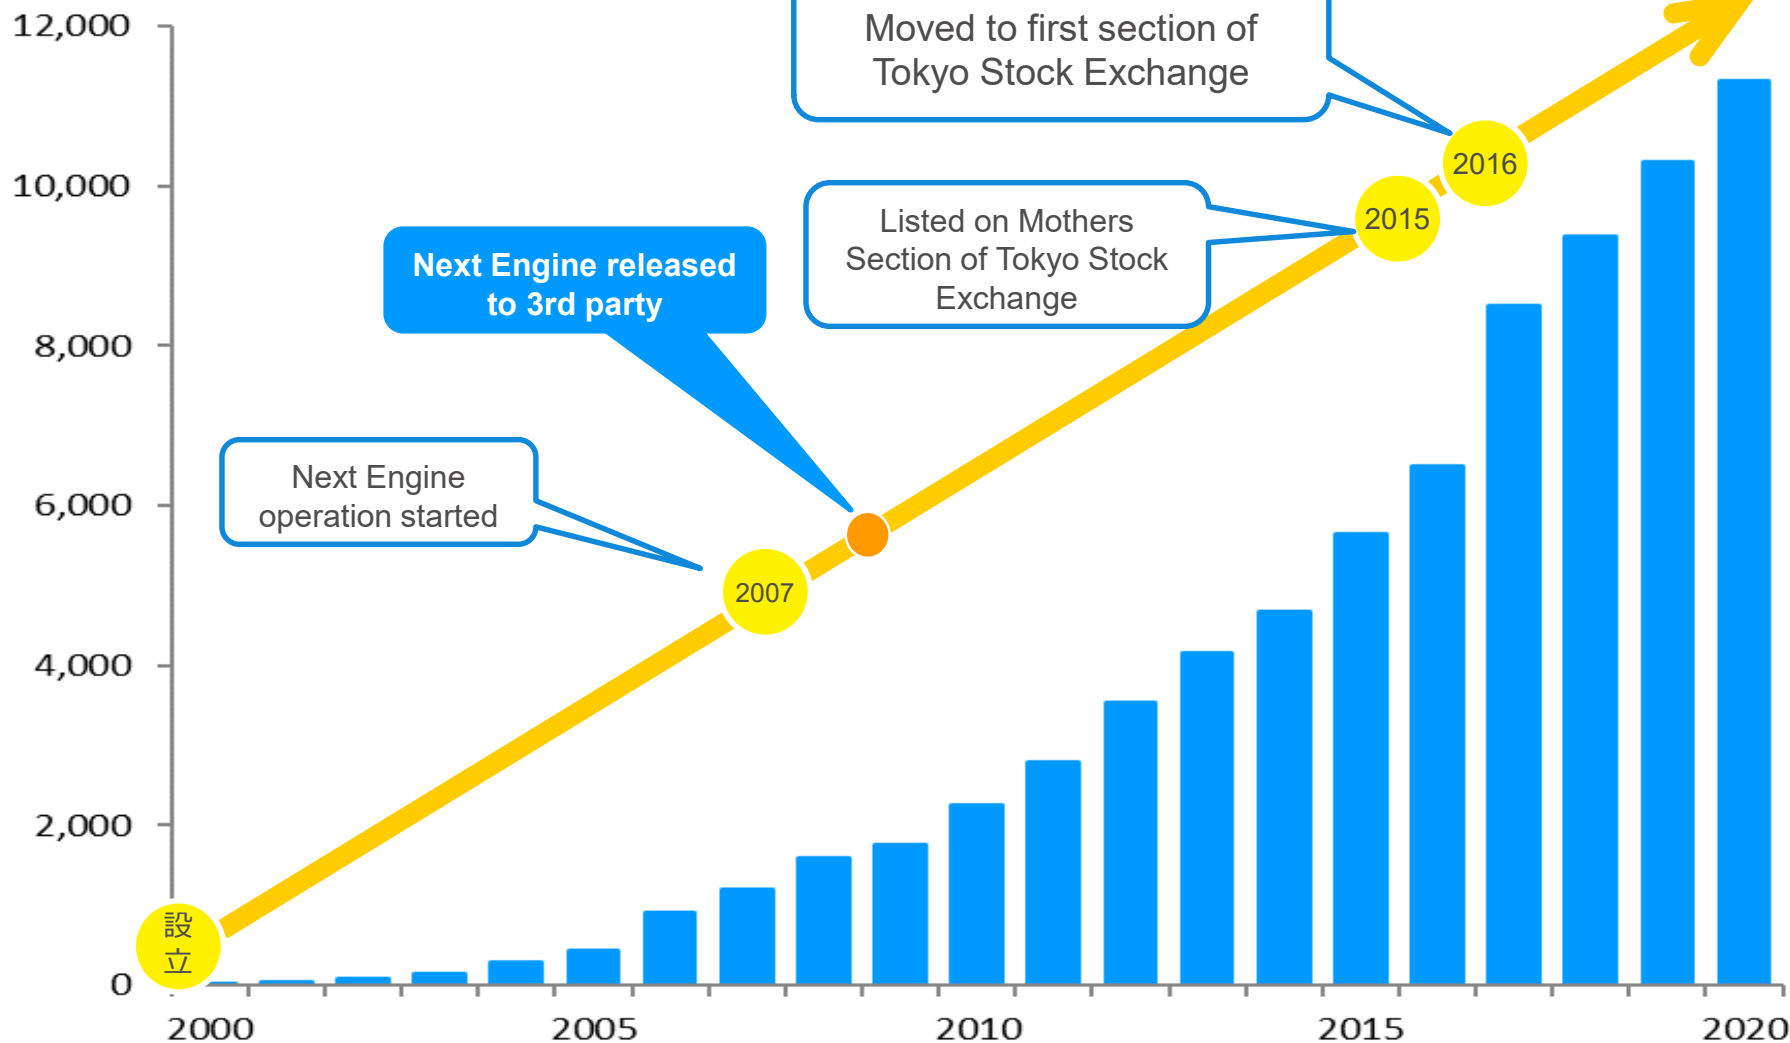 12,000
10,000
8,000
6,000
4,000
2,000
0
Moved to first section of
Tokyo Stock Exchange
2016
Listed on Mothers
Section of Tokyo Stock
Exchange
2015
Next Engine released
to 3rd party
Next Engine
operation started
2007
設
立
2000
2005
2010
2015
2020